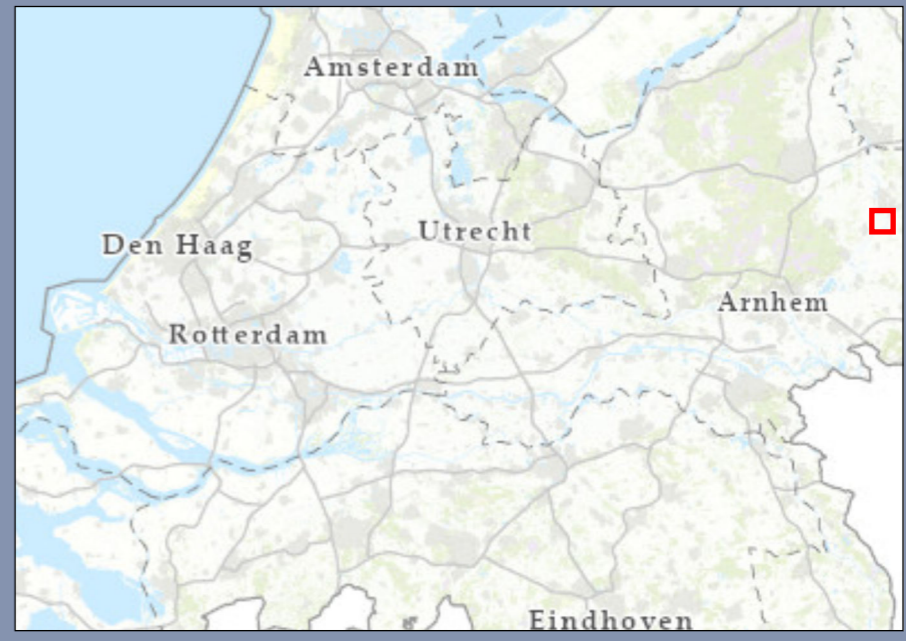 Amsterdam
Utrecht
Den Haag
Arnhem
Rotterdam
Eindhoven